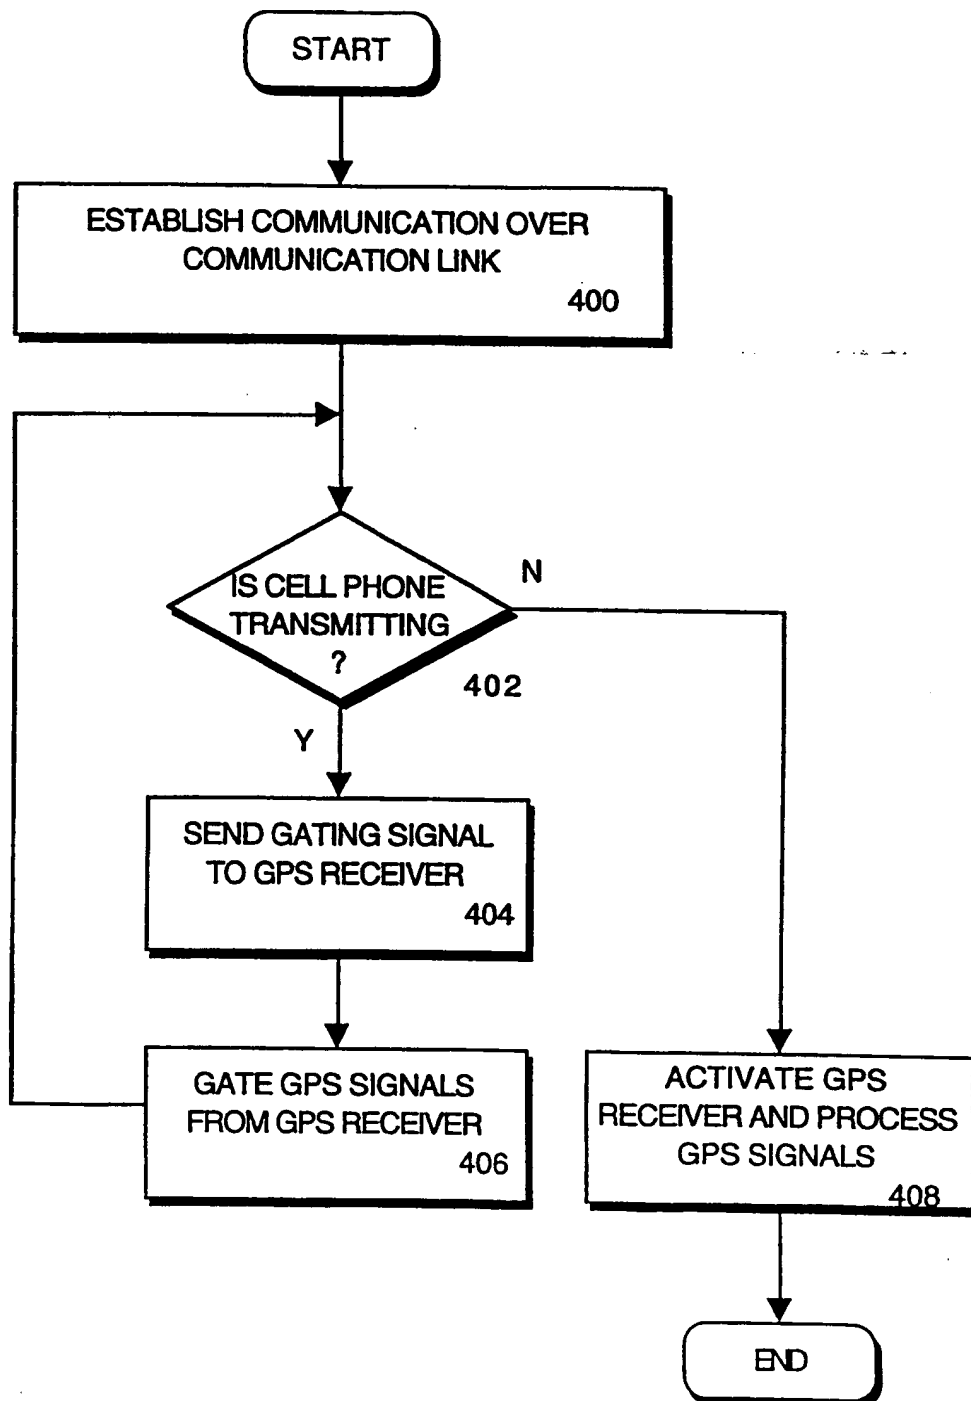 START
ESTABLISH COMMUNICATION OVER
COMMUNICATION LINK
400
IS CELL PHONE
TRANSMITTING
?
402
N
Y
SEND GATING SIGNAL
TO GPS RECEIVER
404
GATE GPS SIGNALS
FROM GPS RECEIVER
406
ACTIVATE GPS
RECEIVER AND PROCESS
GPS SIGNALS
408
END